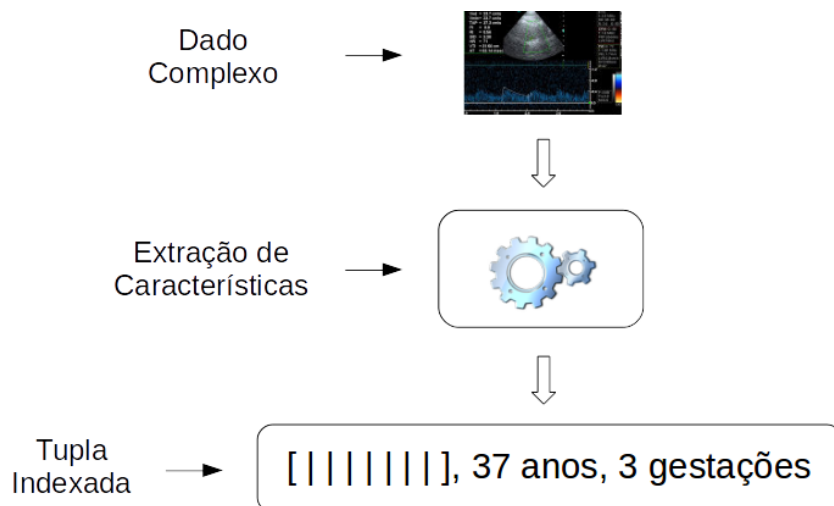 Dado
Complexo
Extração de
Características
Tupla
Indexada
[ | | | | | | | ], 37 anos, 3 gestações